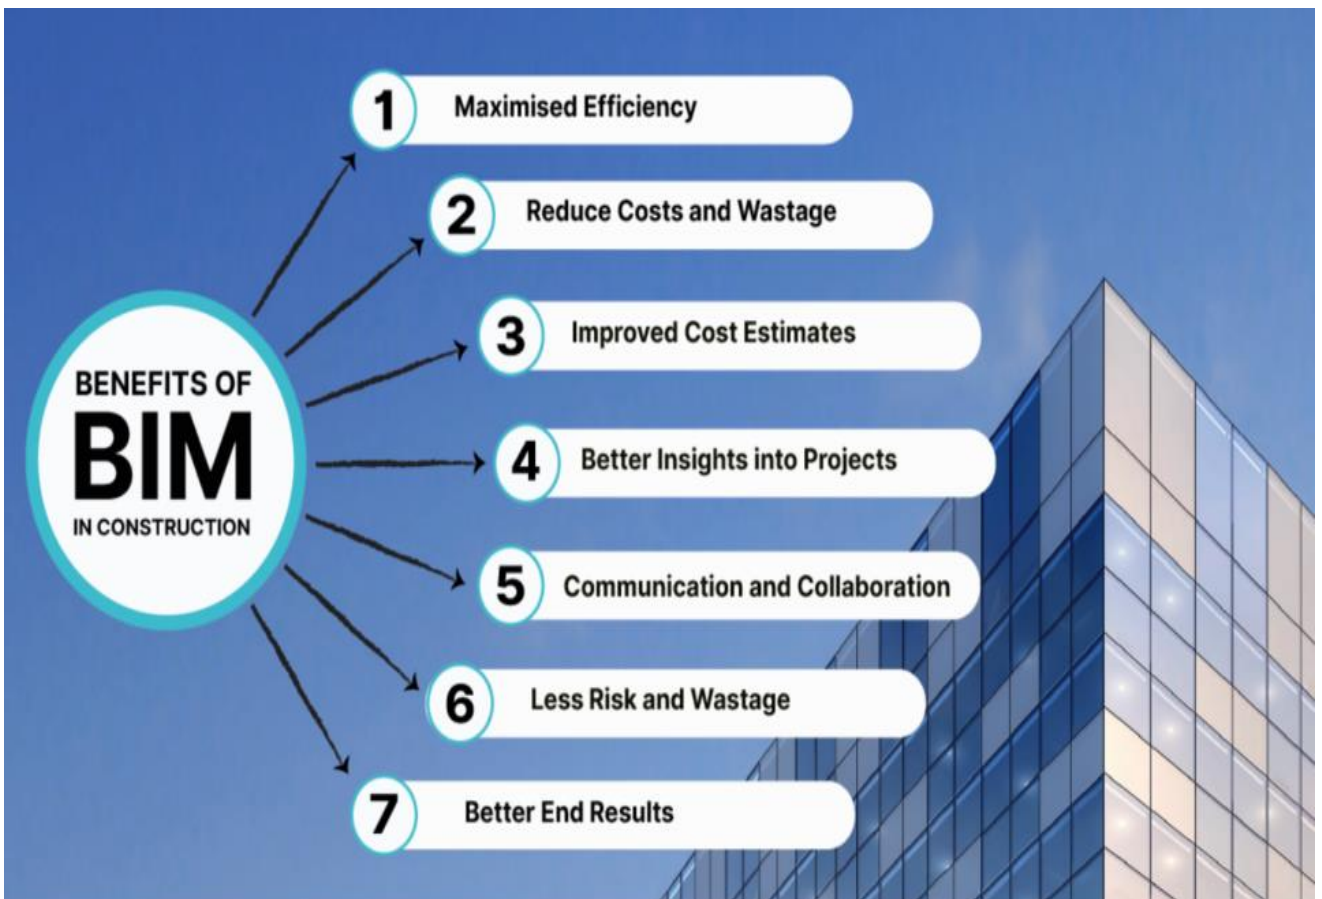 BENEFITS OF
BIM
IN CONSTRUCTION
1 Maximised Efficiency
2 Reduce Costs and Wastage
3 Improved Cost Estimates
4 Better Insights into Projects
5 Communication and Collaboration
6 Less Risk and Wastage
7 Better End Results